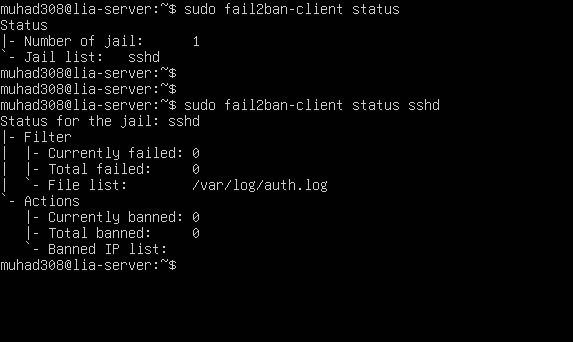 muhad308@lia-server:~$ sudo fail2ban-client status
Status
|- Number of jail:      1
`- Jail list:   sshd
muhad308@lia-server:~$
muhad308@lia-server:~$
muhad308@lia-server:~$ sudo fail2ban-client status sshd
Status for the jail: sshd
|- Filter
|  |- Currently failed: 0
|  |- Total failed:     0
|  `- File list:        /var/log/auth.log
`- Actions
   |- Currently banned: 0
   |- Total banned:     0
   `- Banned IP list:
muhad308@lia-server:~$